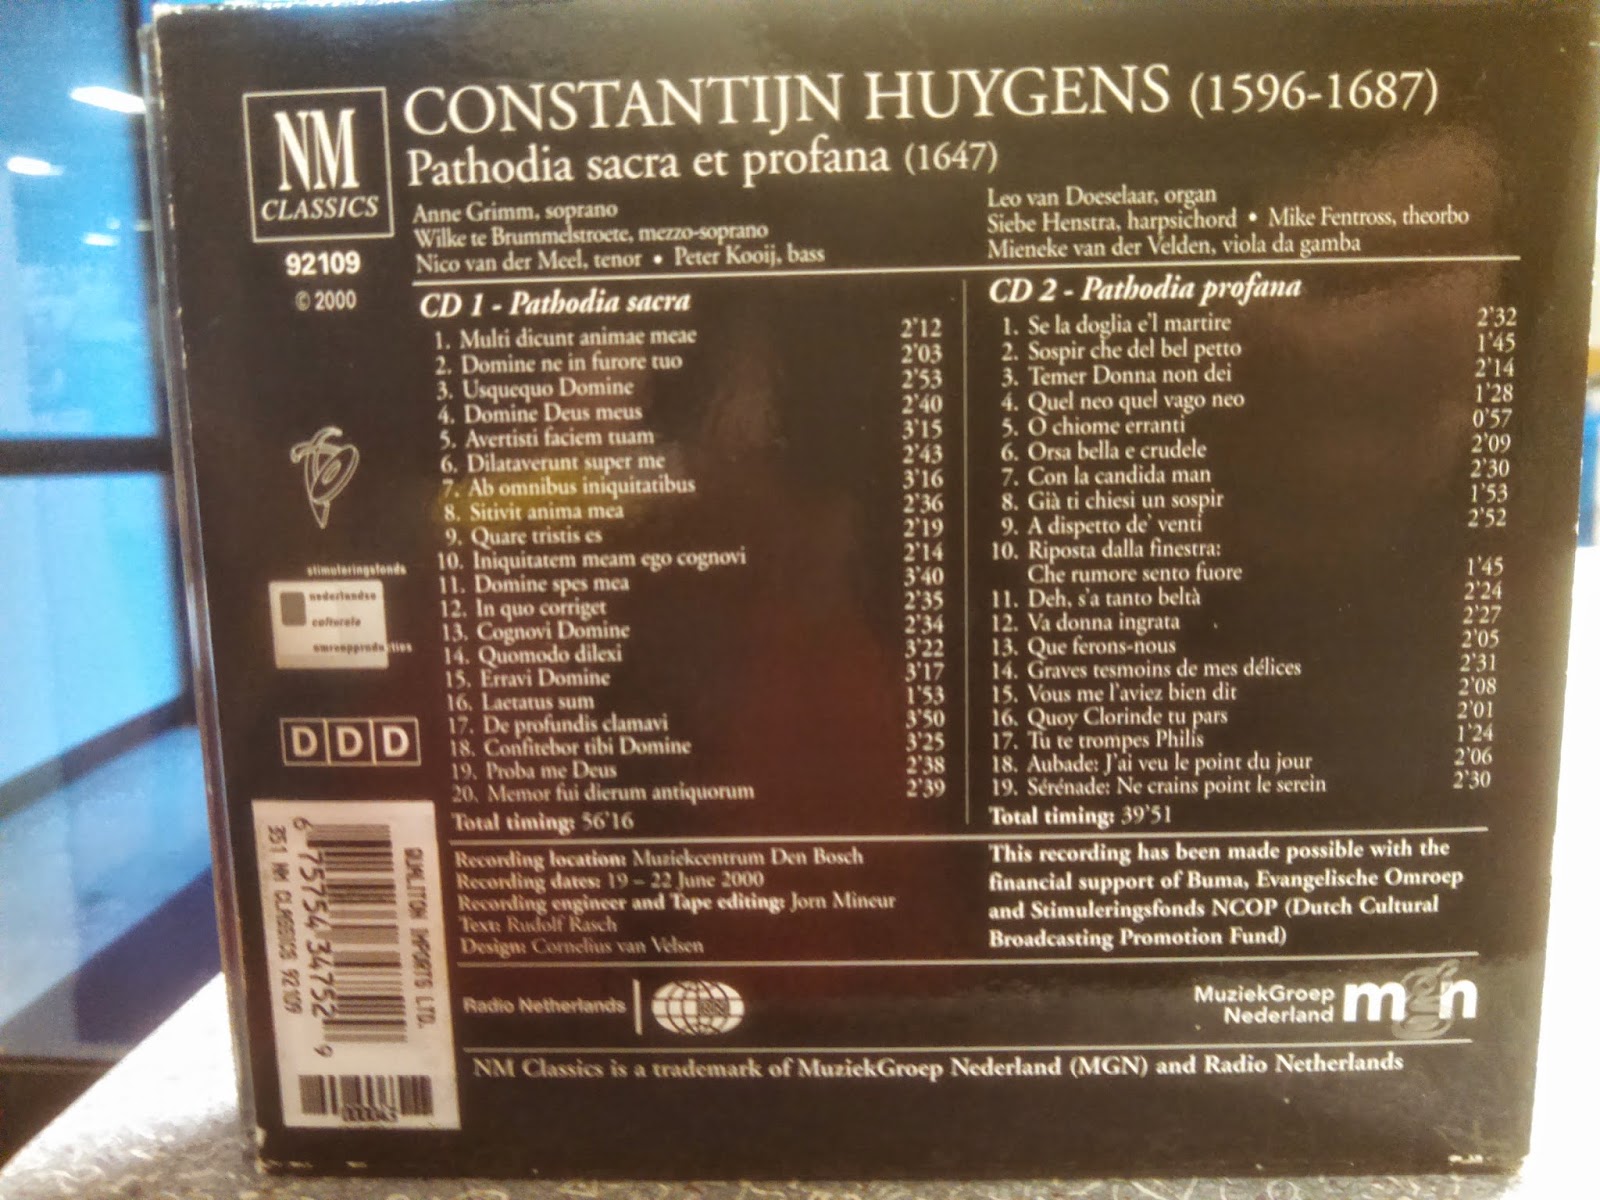 NM
CLASSICS
92109
© 2000
CONSTANTIJN HUYGENS (1596-1687)
Pathodia sacra et profana (1647)
Anne Grimm, soprano
Wilke te Brummelstroete, mezzo-soprano
Nico van der Meel, tenor • Peter Kooij, bass
Leo van Doeselaar, organ
Siebe Henstra, harpsichord • Mike Fentross, theorbo
Mieneke van der Velden, viola da gamba
CD 1 - Pathodia sacra
1. Multi dicunt animae meae 2'12
2. Domine ne in furore tuo 2'03
3. Usquequo Domine 2'53
4. Domine Deus meus 2'40
5. Avertisti faciem tuam 3'15
6. Dilataverunt super me 2'43
7. Ab omnibus iniquitatibus 3'16
8. Sitivit anima mea 2'36
9. Quare tristis es 2'19
10. Iniquitatem meam ego cognovi 2'14
11. Domine spes mea 3'40
12. In quo corriget 2'35
13. Cognovi Domine 2'34
14. Quomodo dilexi 3'22
15. Erravi Domine 3'17
16. Laetatus sum 1'53
17. De profundis clamavi 3'50
18. Confitebor tibi Domine 3'25
19. Proba me Deus 2'38
20. Memor fui dierum antiquorum 2'39
Total timing: 56'16
CD 2 - Pathodia profana
1. Se la doglia e'l martire 2'32
2. Sospir che del bel petto 1'45
3. Temer Donna non dei 2'14
4. Quel neo quel vago neo 1'28
5. O chiome erranti 0'57
6. Orsa bella e crudele 2'09
7. Con la candida man 2'30
8. Già ti chiesi un sospir 1'53
9. A dispetto de' venti 2'52
10. Riposta dalla finestra:
Che rumore sento fuore 1'45
11. Deh, s'a tanto beltà 2'24
12. Va donna ingrata 2'27
13. Que ferons-nous 2'05
14. Graves tesmoins de mes délices 2'31
15. Vous me l'aviez bien dit 2'08
16. Quoy Clorinde tu pars 2'01
17. Tu te trompes Philis 1'24
18. Aubade: J'ai veu le point du jour 2'06
19. Sérénade: Ne crains point le serein 2'30
Total timing: 39'51
stimuleringsfonds
nederlandse
culturele
omroepproducties
DDD
QUALITON IMPORTS LTD.
6 75754 34752 9
351 NM CLASSICS 92109
Recording location: Muziekcentrum Den Bosch
Recording dates: 19 – 22 June 2000
Recording engineer and Tape editing: Jorn Mineur
Text: Rudolf Rasch
Design: Cornelius van Velsen
This recording has been made possible with the
financial support of Buma, Evangelische Omroep
and Stimuleringsfonds NCOP (Dutch Cultural
Broadcasting Promotion Fund)
Radio Netherlands
MuziekGroep
Nederland
mgn
NM Classics is a trademark of MuziekGroep Nederland (MGN) and Radio Netherlands